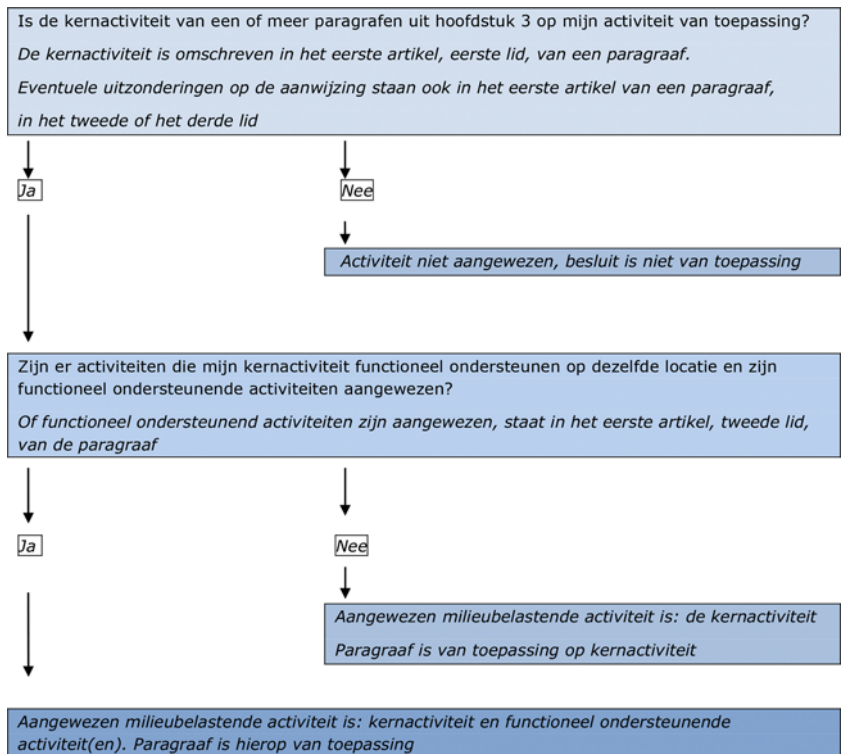 Is de kernactiviteit van een of meer paragrafen uit hoofdstuk 3 op mijn activiteit van toepassing?
De kernactiviteit is omschreven in het eerste artikel, eerste lid, van een paragraaf.
Eventuele uitzonderingen op de aanwijzing staan ook in het eerste artikel van een paragraaf,
in het tweede of het derde lid
Ja
Nee
Activiteit niet aangewezen, besluit is niet van toepassing
Zijn er activiteiten die mijn kernactiviteit functioneel ondersteunen op dezelfde locatie en zijn
functioneel ondersteunende activiteiten aangewezen?
Of functioneel ondersteunend activiteiten zijn aangewezen, staat in het eerste artikel, tweede lid,
van de paragraaf
Ja
Nee
Aangewezen milieubelastende activiteit is: de kernactiviteit
Paragraaf is van toepassing op kernactiviteit
Aangewezen milieubelastende activiteit is: kernactiviteit en functioneel ondersteunende
activiteit(en). Paragraaf is hierop van toepassing